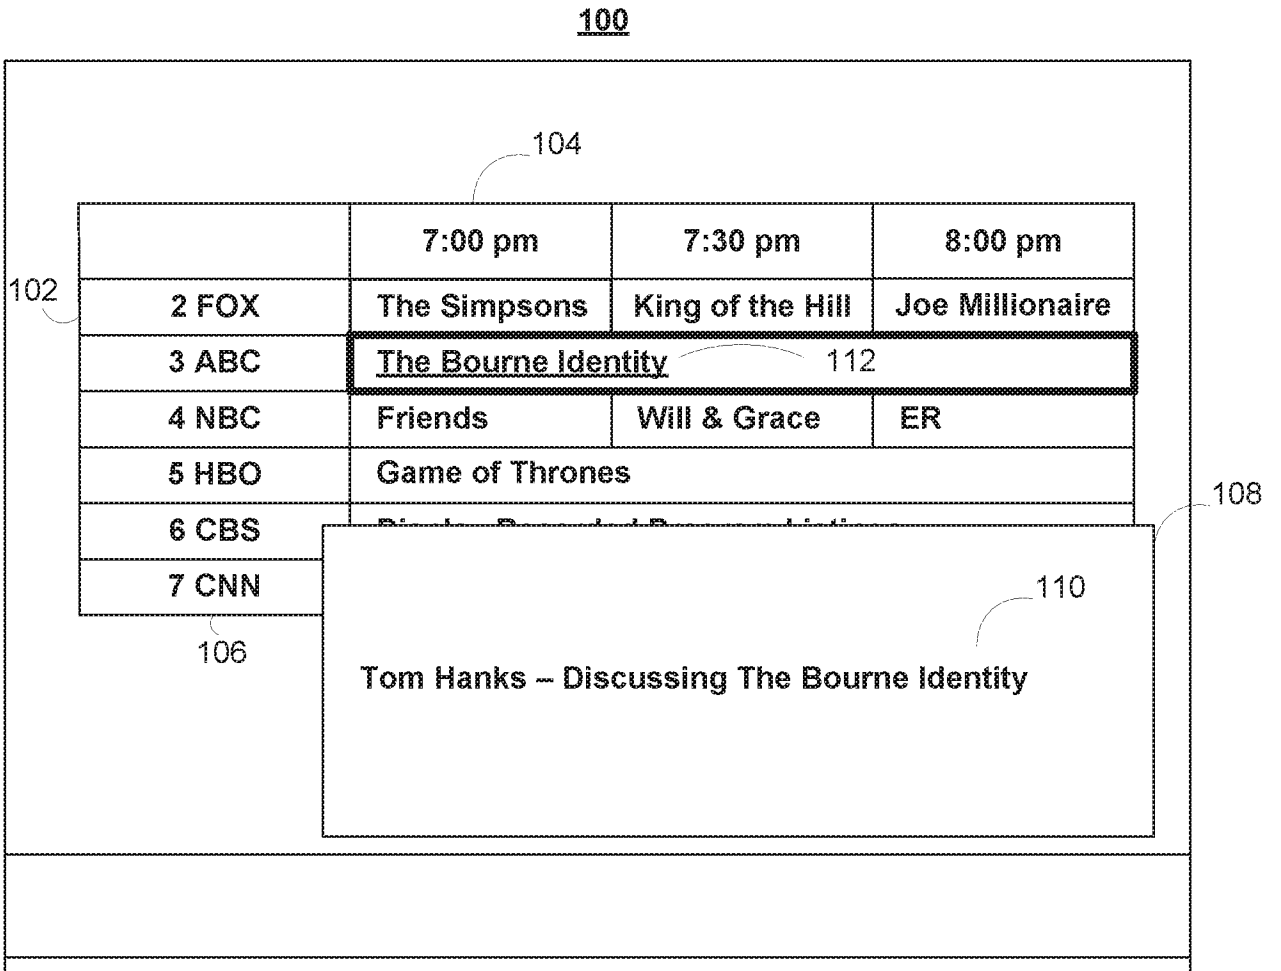 100
104
7:00 pm 7:30 pm 8:00 pm
102
2 FOX The Simpsons King of the Hill Joe Millionaire
3 ABC The Bourne Identity 112
4 NBC Friends Will & Grace ER
5 HBO Game of Thrones
108
6 CBS
7 CNN
110
106
Tom Hanks – Discussing The Bourne Identity